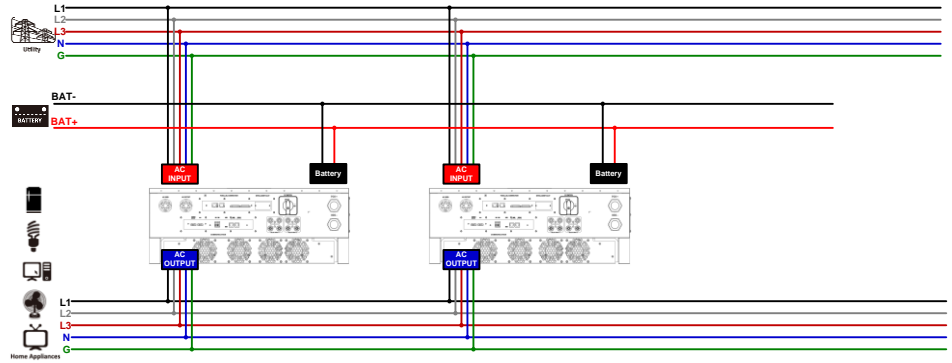 L1
L2
L3
N
G
Utility
BAT-
BAT+
BATTERY
AC
INPUT
Battery
AC
INPUT
Battery
AC
OUTPUT
AC
OUTPUT
L1
L2
L3
N
G
Home Appliances